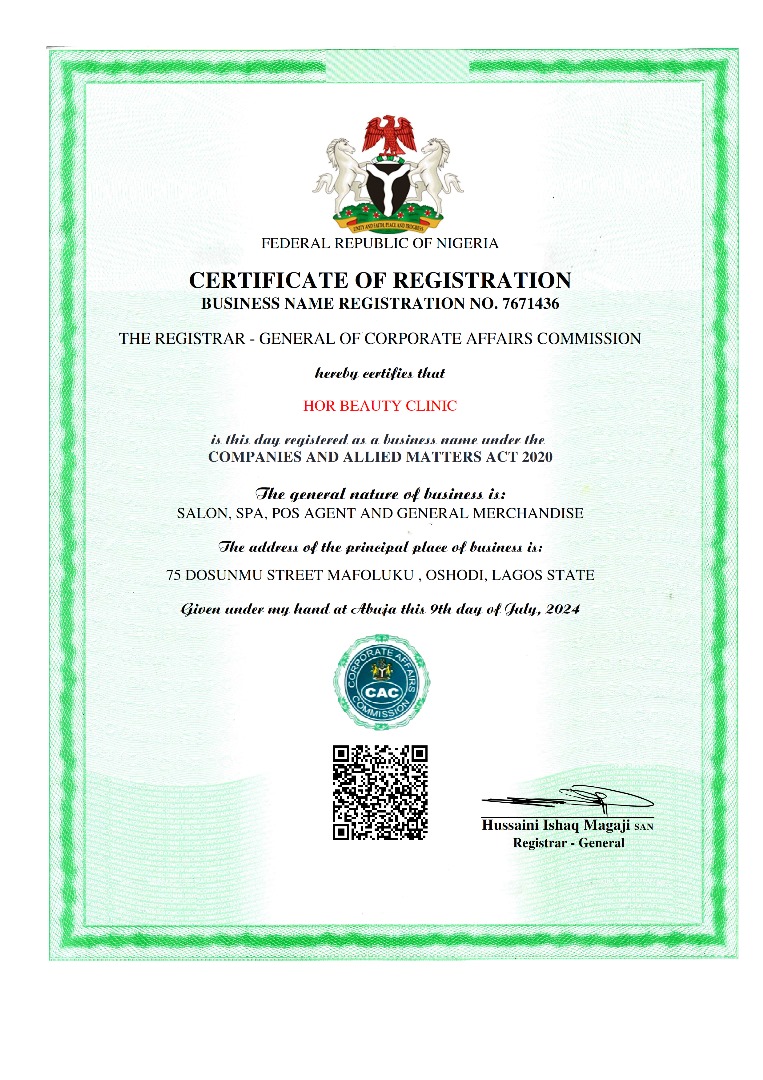 UNITY AND FAITH, PEACE AND PROGRESS
FEDERAL REPUBLIC OF NIGERIA
CERTIFICATE OF REGISTRATION
BUSINESS NAME REGISTRATION NO. 7671436
THE REGISTRAR - GENERAL OF CORPORATE AFFAIRS COMMISSION
hereby certifies that
HOR BEAUTY CLINIC
is this day registered as a business name under the
COMPANIES AND ALLIED MATTERS ACT 2020
The general nature of business is:
SALON, SPA, POS AGENT AND GENERAL MERCHANDISE
The address of the principal place of business is:
75 DOSUNMU STREET MAFOLUKU , OSHODI, LAGOS STATE
Given under my hand at Abuja this 9th day of July, 2024
CORPORATE AFFAIRS
CAC
COMMISSION
Hussaini Ishaq Magaji SAN
Registrar - General